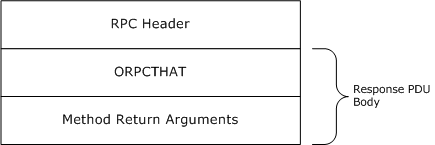 RPC Header
ORPCTHAT
Method Return Arguments
Response PDU
Body